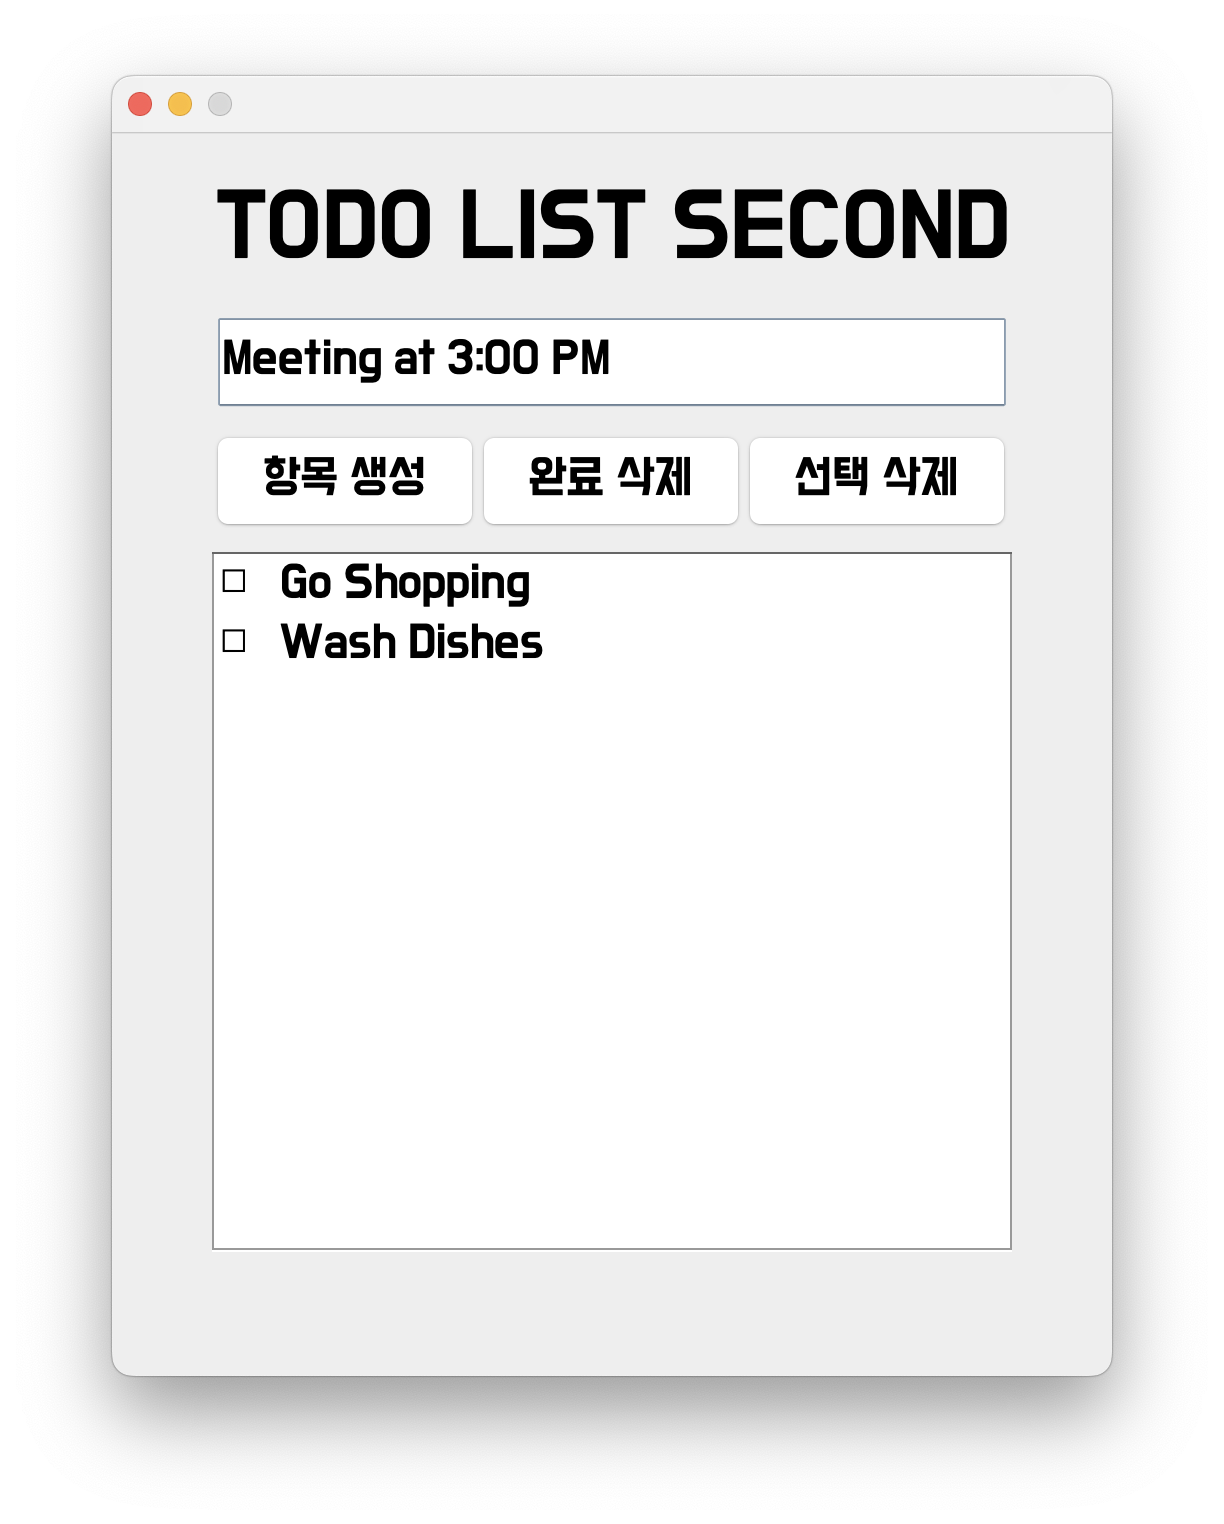 TODO LIST SECOND
Meeting at 3:00 PM
항목 생성 완료 삭제 선택 삭제
☐ Go Shopping
☐ Wash Dishes